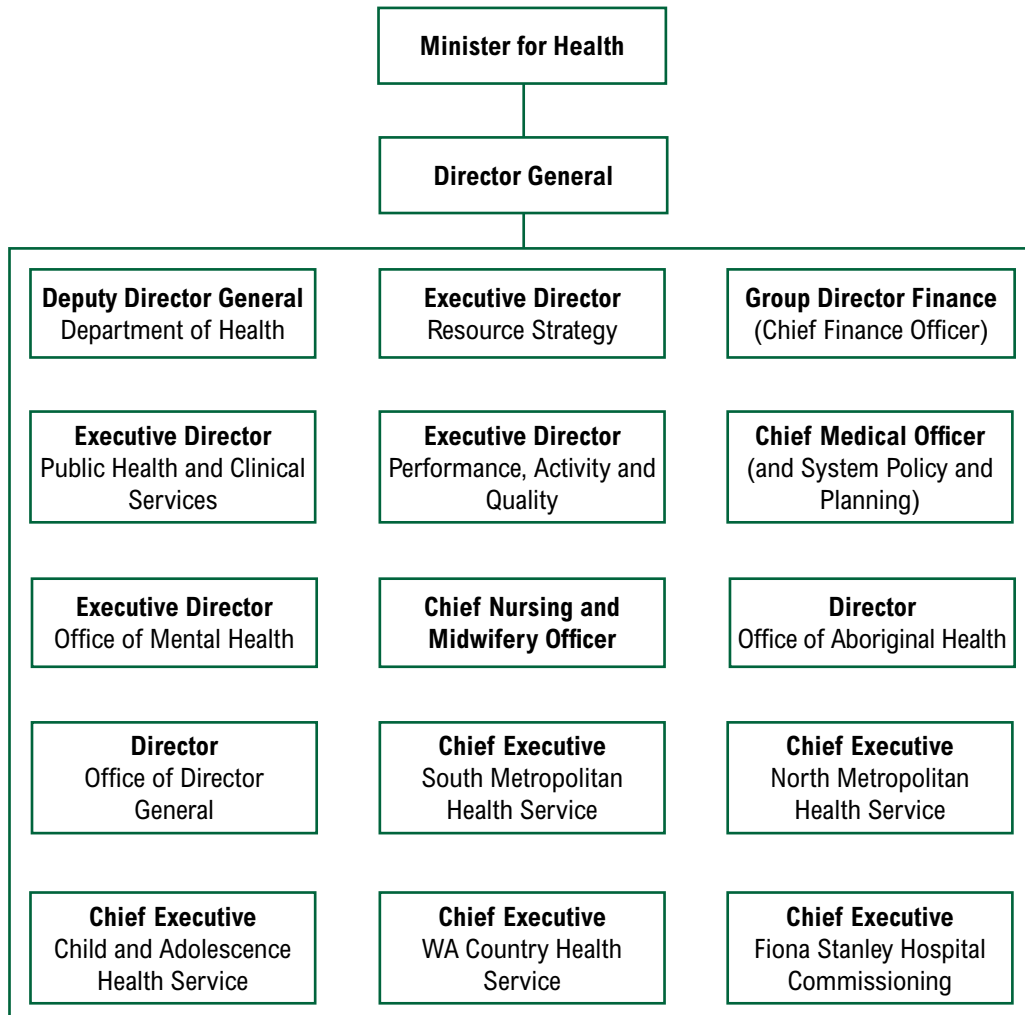 Minister for Health
Director General
Deputy Director General
Department of Health
Executive Director
Resource Strategy
Group Director Finance
(Chief Finance Officer)
Executive Director
Public Health and Clinical
Services
Executive Director
Performance, Activity and
Quality
Chief Medical Officer
(and System Policy and
Planning)
Executive Director
Office of Mental Health
Chief Nursing and
Midwifery Officer
Director
Office of Aboriginal Health
Director
Office of Director
General
Chief Executive
South Metropolitan
Health Service
Chief Executive
North Metropolitan
Health Service
Chief Executive
Child and Adolescence
Health Service
Chief Executive
WA Country Health
Service
Chief Executive
Fiona Stanley Hospital
Commissioning